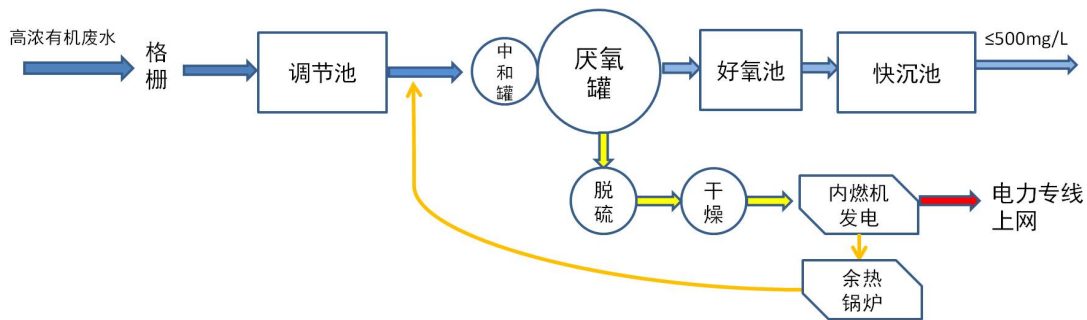 高浓有机废水
格
栅
调节池
中
和
罐
厌氧
罐
好氧池
快沉池
≤500mg/L
脱
硫
干
燥
内燃机
发电
电力专线
上网
余热
锅炉